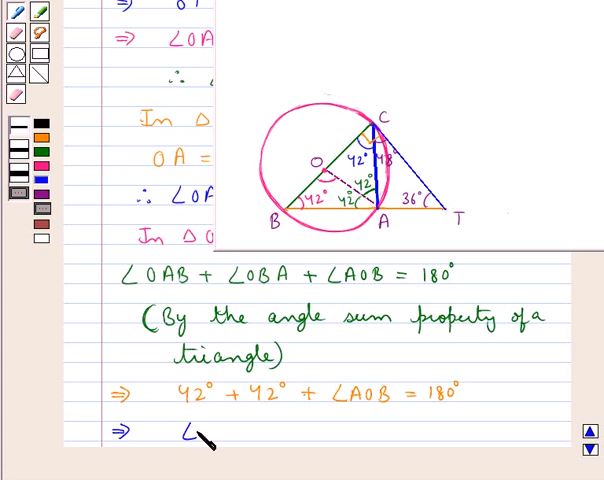 ⇒ O
⇒ ∠OA
∴ ∠
In Δ
OA =
∴ ∠OA
In Δ O
C
O
42°
48°
42°
42°
42°
36°
B
A
T
∠OAB + ∠OBA + ∠AOB = 180°
(By the angle sum property of a
triangle)
⇒ 42° + 42° + ∠AOB = 180°
⇒ ∠